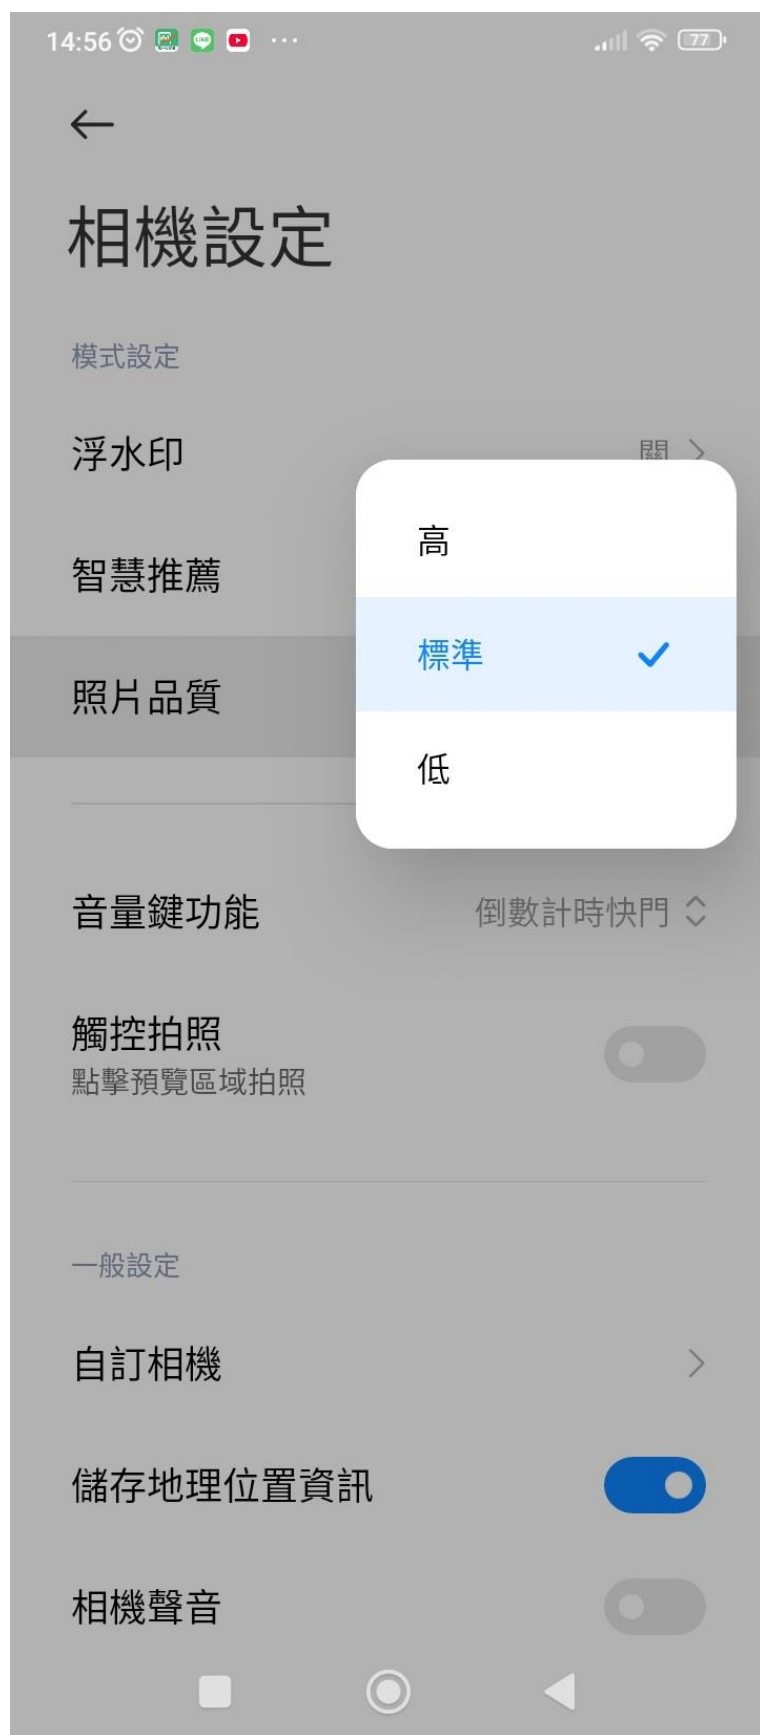 14:56
77
相機設定
模式設定
浮水印
關
智慧推薦
照片品質
高
標準
低
音量鍵功能
倒數計時快門
觸控拍照
點擊預覽區域拍照
一般設定
自訂相機
儲存地理位置資訊
相機聲音